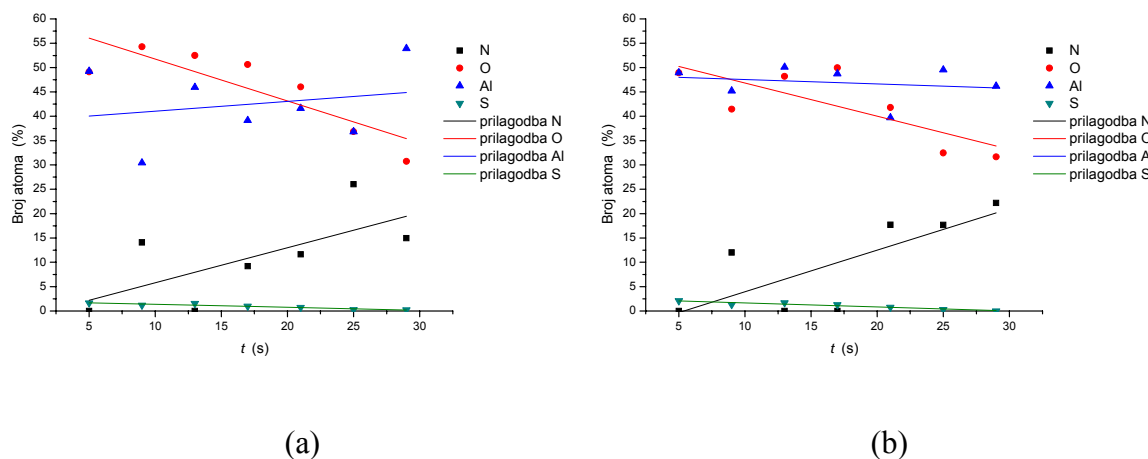 60
55
50
45
40
35
30
25
20
15
10
5
0
Broj atoma (%)
5
10
15
20
25
30
t (s)
N
O
Al
S
prilagodba N
prilagodba O
prilagodba Al
prilagodba S
(a)
60
55
50
45
40
35
30
25
20
15
10
5
0
Broj atoma (%)
5
10
15
20
25
30
t (s)
N
O
Al
S
prilagodba N
prilagodba O
prilagodba A
prilagodba S
(b)